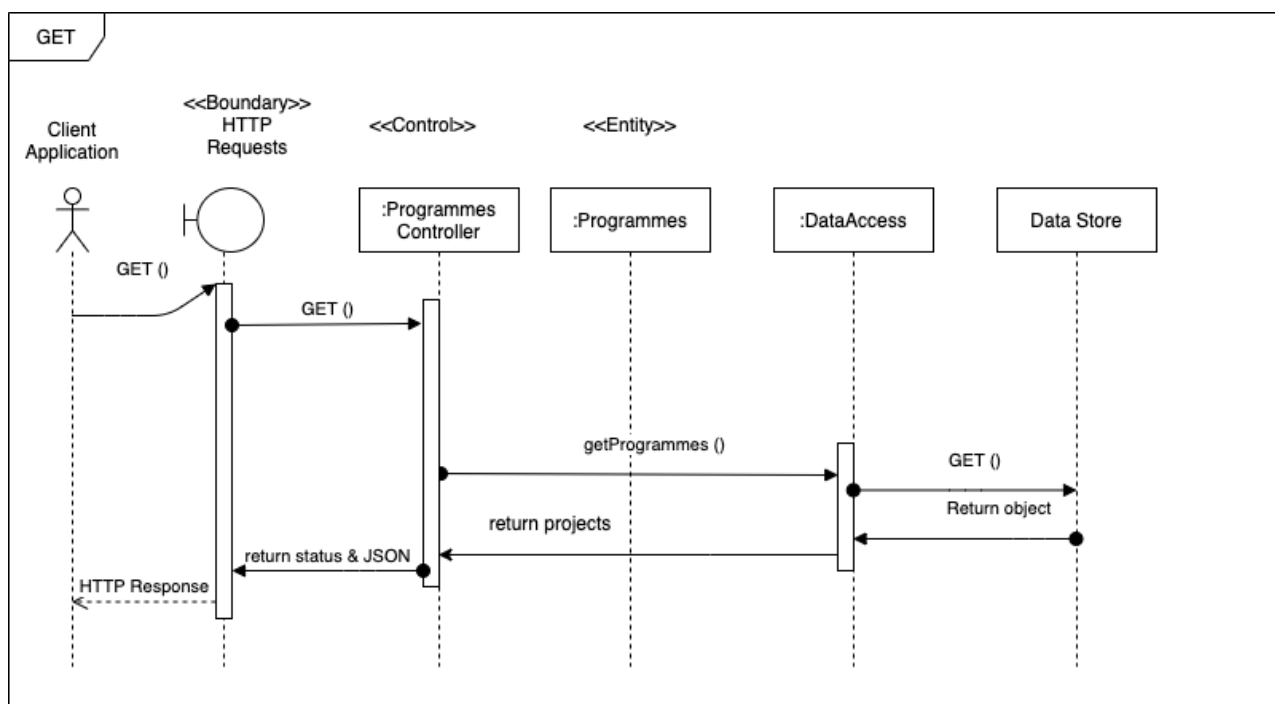 GET
<<Boundary>>
HTTP
Requests
Client
Application
<<Control>>
<<Entity>>
:Programmes
Controller
:Programmes
:DataAccess
Data Store
GET ()
GET ()
getProgrammes ()
GET ()
Return object
return projects
return status & JSON
HTTP Response